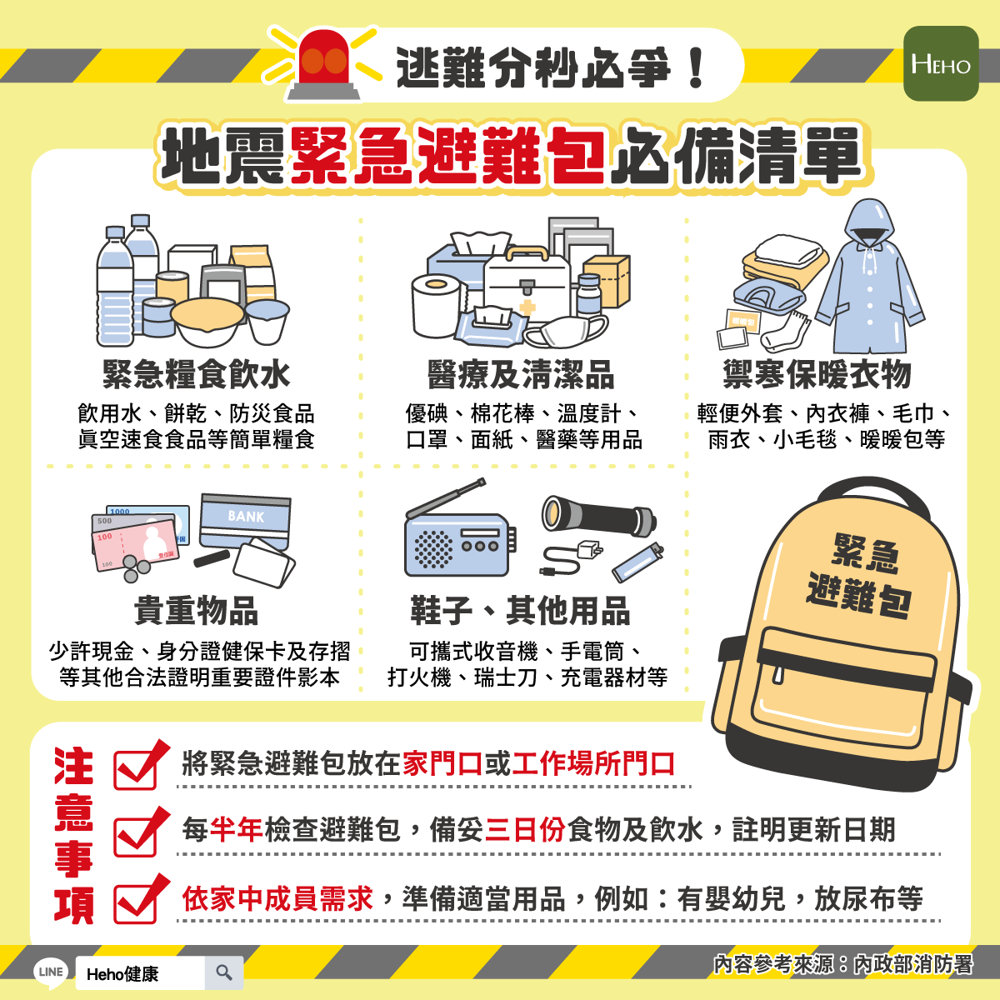 逃難分秒必爭！
HEHO
地震緊急避難包必備清單
緊急糧食飲水
飲用水、餅乾、防災食品
真空速食食品等簡單糧食
醫療及清潔品
優碘、棉花棒、溫度計、
口罩、面紙、醫藥等用品
暖暖包
禦寒保暖衣物
輕便外套、內衣褲、毛巾、
雨衣、小毛毯、暖暖包等
1000
500
100
100
壹佰圓
BANK
貴重物品
少許現金、身分證健保卡及存摺
等其他合法證明重要證件影本
鞋子、其他用品
可攜式收音機、手電筒、
打火機、瑞士刀、充電器材等
緊急
避難包
注意事項
將緊急避難包放在家門口或工作場所門口
每半年檢查避難包，備妥三日份食物及飲水，註明更新日期
依家中成員需求，準備適當用品，例如：有嬰幼兒，放尿布等
LINE
Heho健康
內容參考來源：內政部消防署